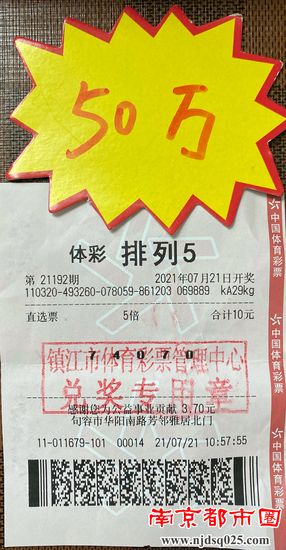 50万
体彩 排列5
第 21192期 2021年07月21日开奖
110320-493260-078059-861203 069889 kA29kg
直选票 5倍 合计10元
74070
镇江市体育彩票管理中心
兑奖专用章
感谢您为公益事业贡献 3.70元
句容市华阳南路芳邻雅居北门
11-011679-101 00014 21/07/21 10:57:55
中国体育彩票
中国体育彩票
南京都市圈
www.njdsq025.com